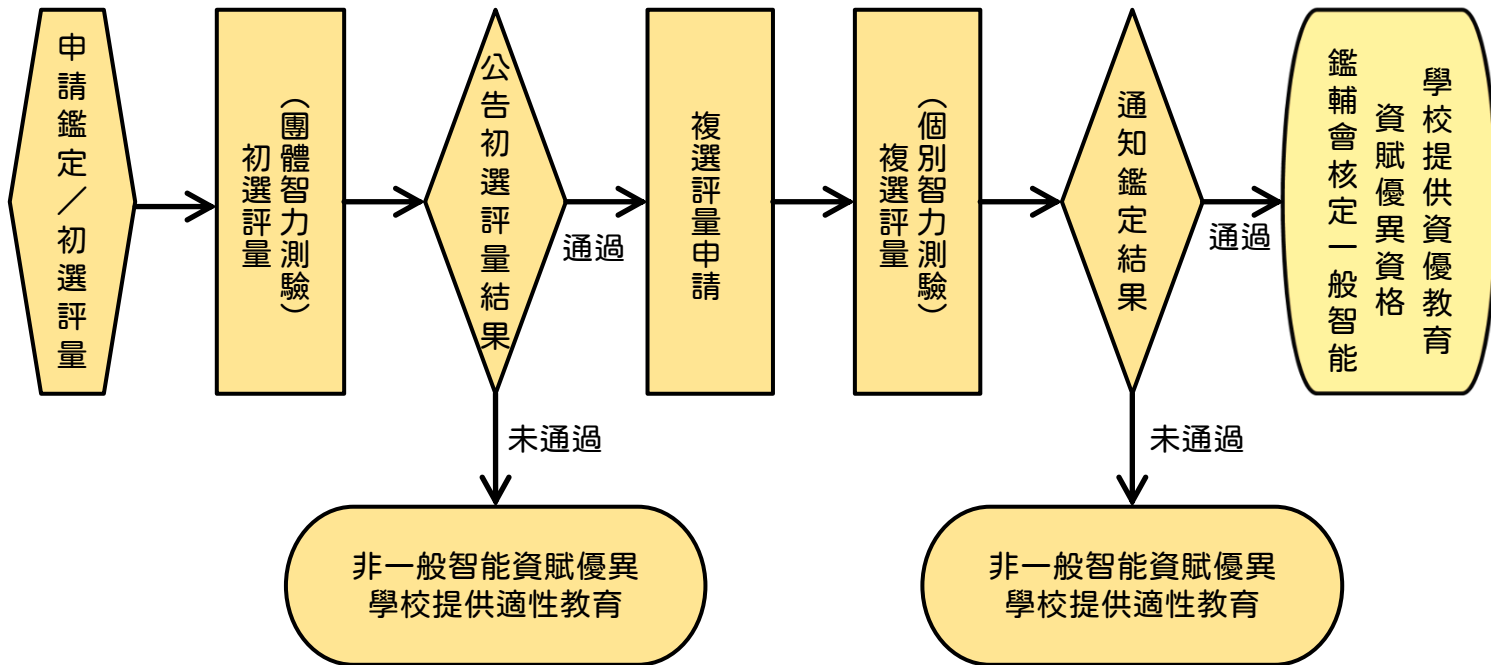 申請鑑定／初選評量
初選評量
(團體智力測驗)
公告初選評量結果
通過
未通過
非一般智能資賦優異
學校提供適性教育
複選評量申請
複選評量
(個別智力測驗)
通知鑑定結果
通過
未通過
非一般智能資賦優異
學校提供適性教育
鑑輔會核定一般智能
資賦優異資格
學校提供資優教育